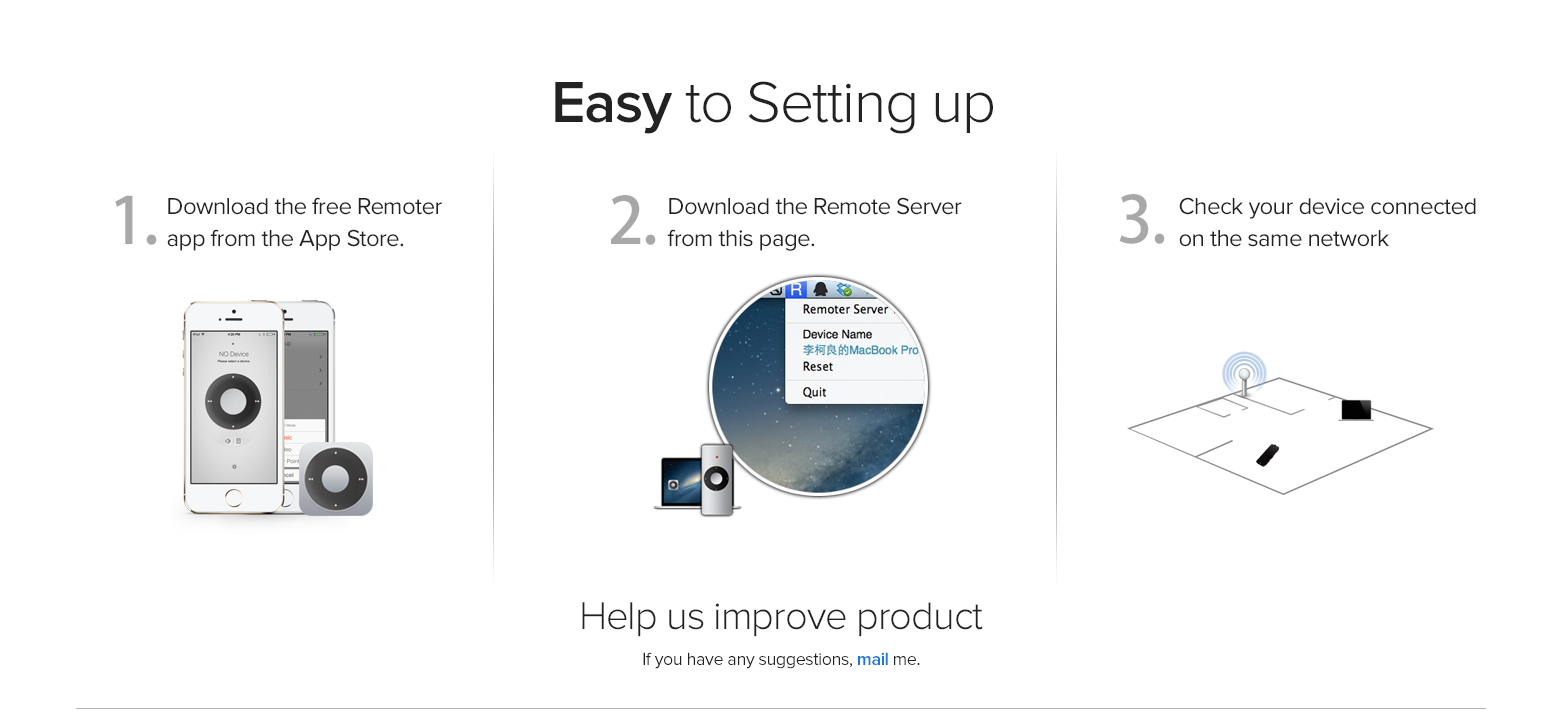 Easy to Setting up
1. Download the free Remoter
app from the App Store.
2. Download the Remote Server
from this page.
3. Check your device connected
on the same network
NO Device
Please select a device
R
Remoter Server
Device Name
李柯良的MacBook Pro
Reset
Quit
Help us improve product
If you have any suggestions, mail me.